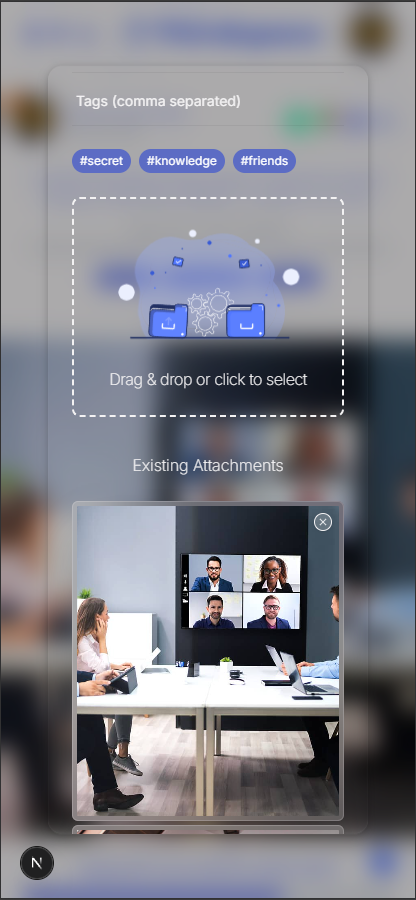 Tags (comma separated)
#secret #knowledge #friends
Drag & drop or click to select
Existing Attachments
N